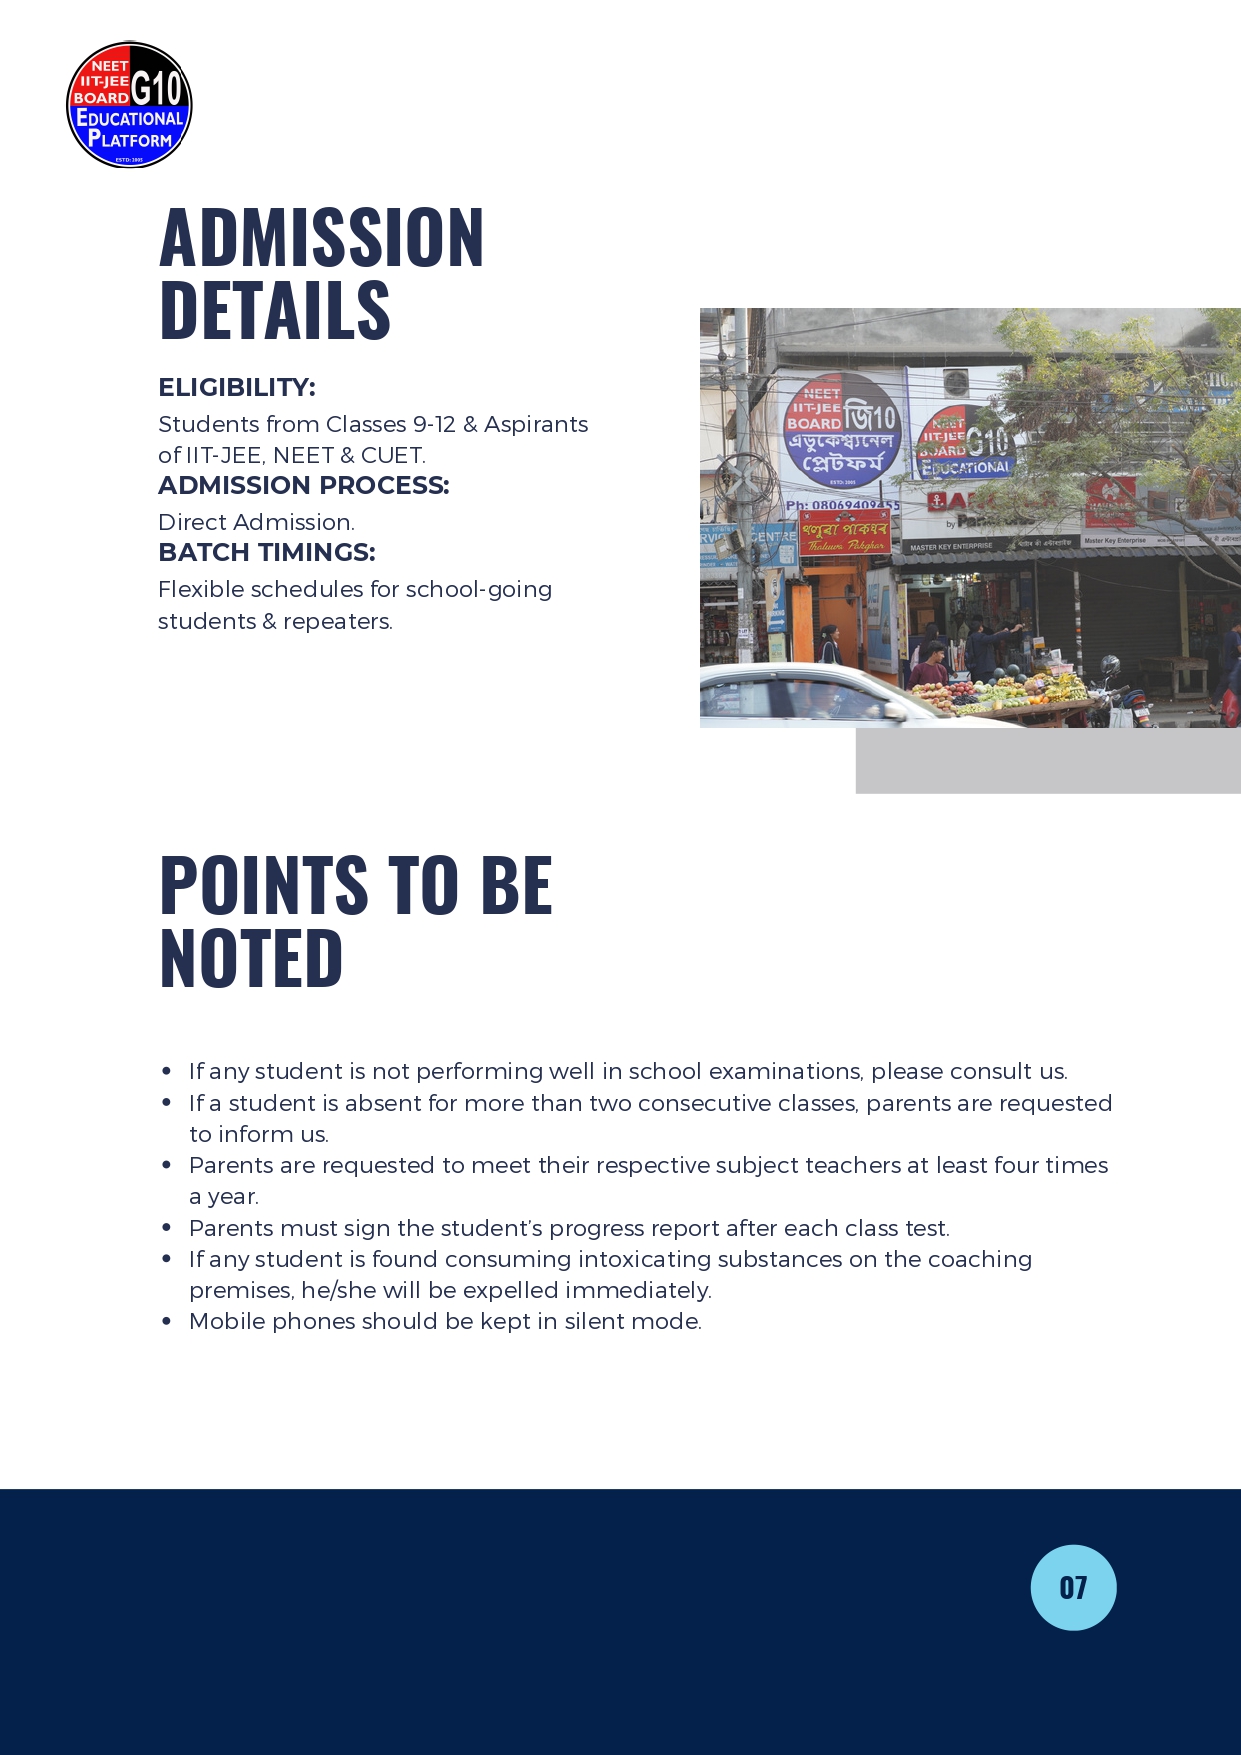 NEET
IIT-JEE
BOARD
G10
EDUCATIONAL
PLATFORM
ESTD: 2005
ADMISSION
DETAILS
ELIGIBILITY:
Students from Classes 9-12 & Aspirants
of IIT-JEE, NEET & CUET.
ADMISSION PROCESS:
Direct Admission.
BATCH TIMINGS:
Flexible schedules for school-going
students & repeaters.
NEET
IIT-JEE
BOARD
জি10
এডুকেশ্যনেল
প্লেটফৰ্ম
ESTD: 2005
Ph: 08069409455
NEET
IIT-JEE
BOARD
G10
EDUCATIONAL
by
MASTER KEY ENTERPRISE
Master Key Enterprise
Thaluwa Pakghar
POINTS TO BE
NOTED
• If any student is not performing well in school examinations, please consult us.
• If a student is absent for more than two consecutive classes, parents are requested
to inform us.
• Parents are requested to meet their respective subject teachers at least four times
a year.
• Parents must sign the student’s progress report after each class test.
• If any student is found consuming intoxicating substances on the coaching
premises, he/she will be expelled immediately.
• Mobile phones should be kept in silent mode.
07